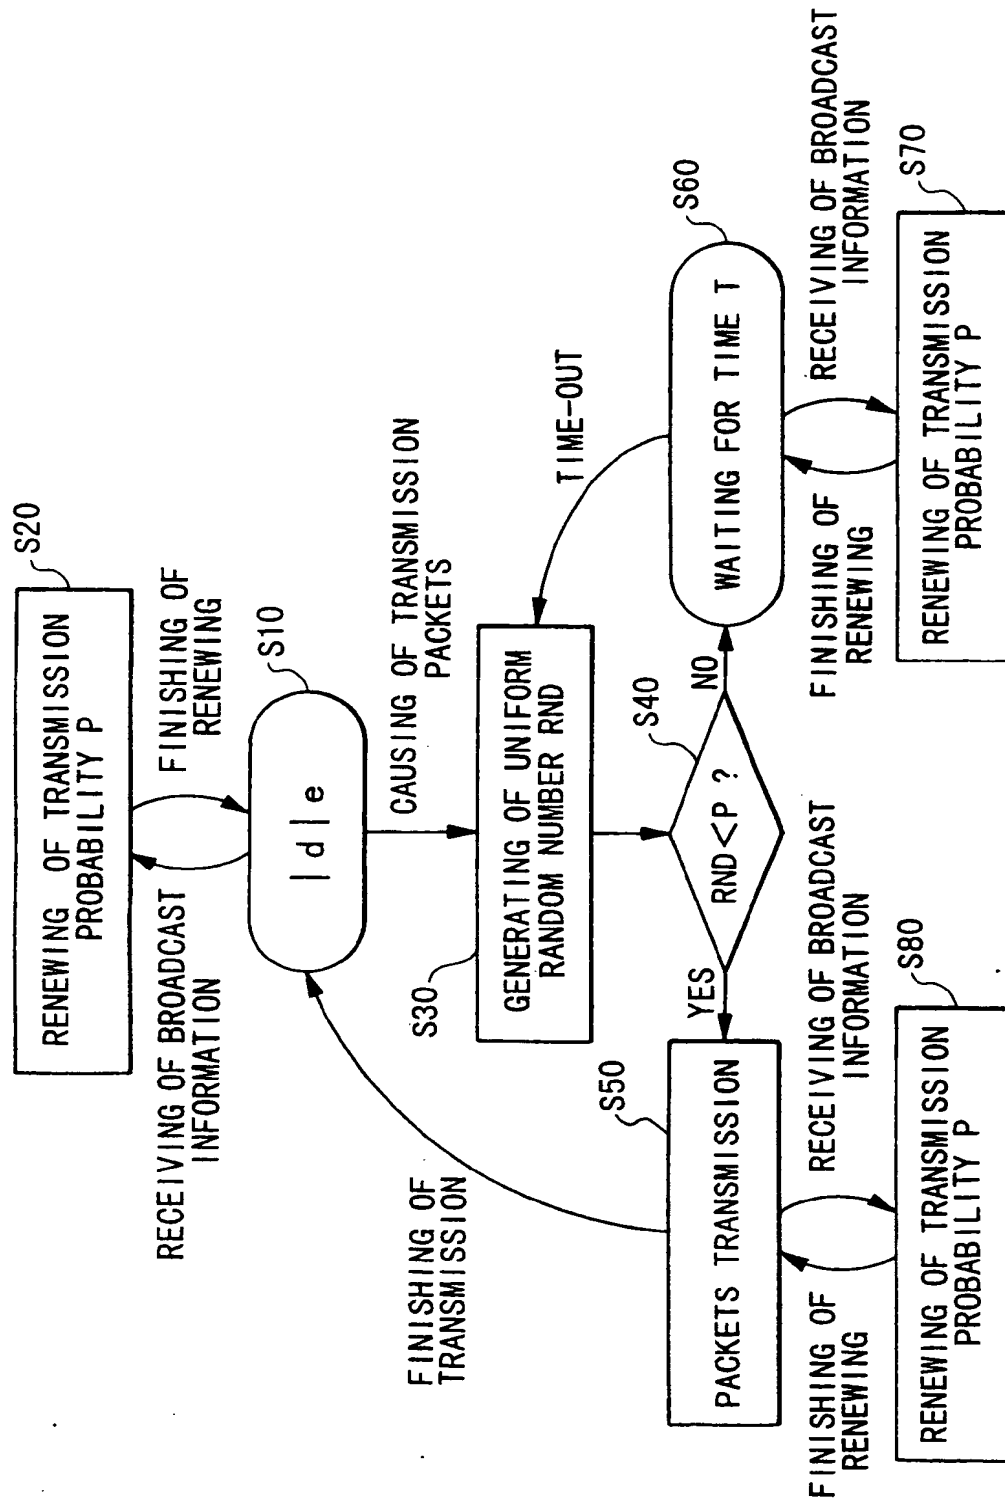 S20
RENEWING OF TRANSMISSION
PROBABILITY P
RECEIVING OF BROADCAST
INFORMATION
FINISHING OF
RENEWING
S10
Idle
CAUSING OF TRANSMISSION
PACKETS
FINISHING OF
TRANSMISSION
S30
GENERATING OF UNIFORM
RANDOM NUMBER RND
TIME-OUT
S40
RND<P ?
YES
NO
S50
PACKETS TRANSMISSION
S60
WAITING FOR TIME T
FINISHING OF
RENEWING
RECEIVING OF BROADCAST
INFORMATION
FINISHING OF
RENEWING
RECEIVING OF BROADCAST
INFORMATION
S80
RENEWING OF TRANSMISSION
PROBABILITY P
S70
RENEWING OF TRANSMISSION
PROBABILITY P